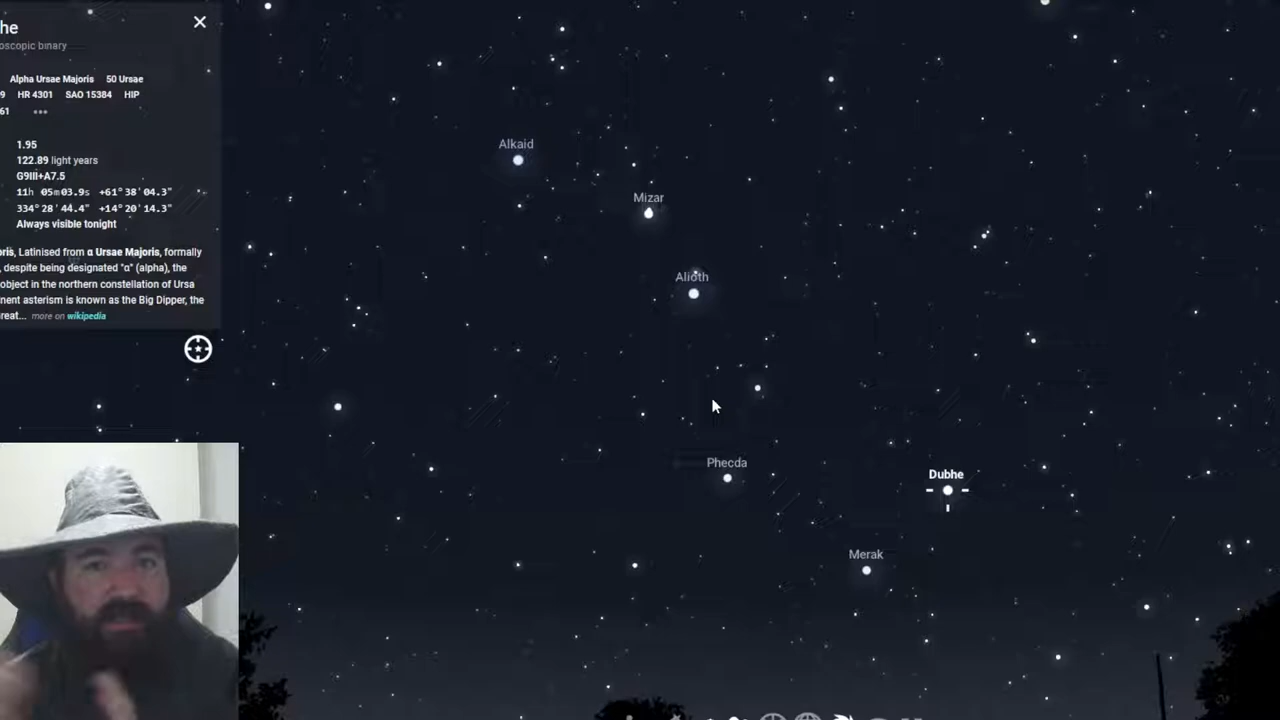 he
oscopic binary
Alpha Ursae Majoris 50 Ursae
9 HR 4301 SAO 15384 HIP
61 •••
1.95
122.89 light years
G9III+A7.5
11h 05m03.9s +61°38'04.3"
334°28'44.4" +14°20'14.3"
Always visible tonight
oris, Latinised from α Ursae Majoris, formally
, despite being designated "α" (alpha), the
object in the northern constellation of Ursa
nent asterism is known as the Big Dipper, the
reat... more on wikipedia
Alkaid
Mizar
Alioth
Phecda
Dubhe
Merak